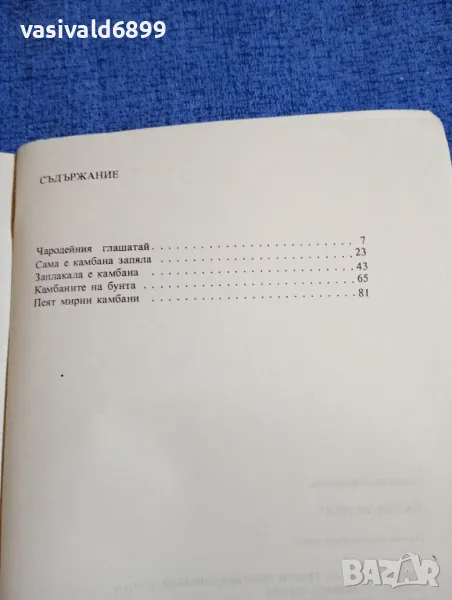 vasivald6899
СЪДЪРЖАНИЕ
Чародейния глашатай . . . . . . . . . . . . . . . 7
Сама е камбана запяла . . . . . . . . . . . . . . . 23
Заплакала е камбана . . . . . . . . . . . . . . . 43
Камбаните на бунта . . . . . . . . . . . . . . . 65
Пеят мирни камбани . . . . . . . . . . . . . . . 81
BAZAR